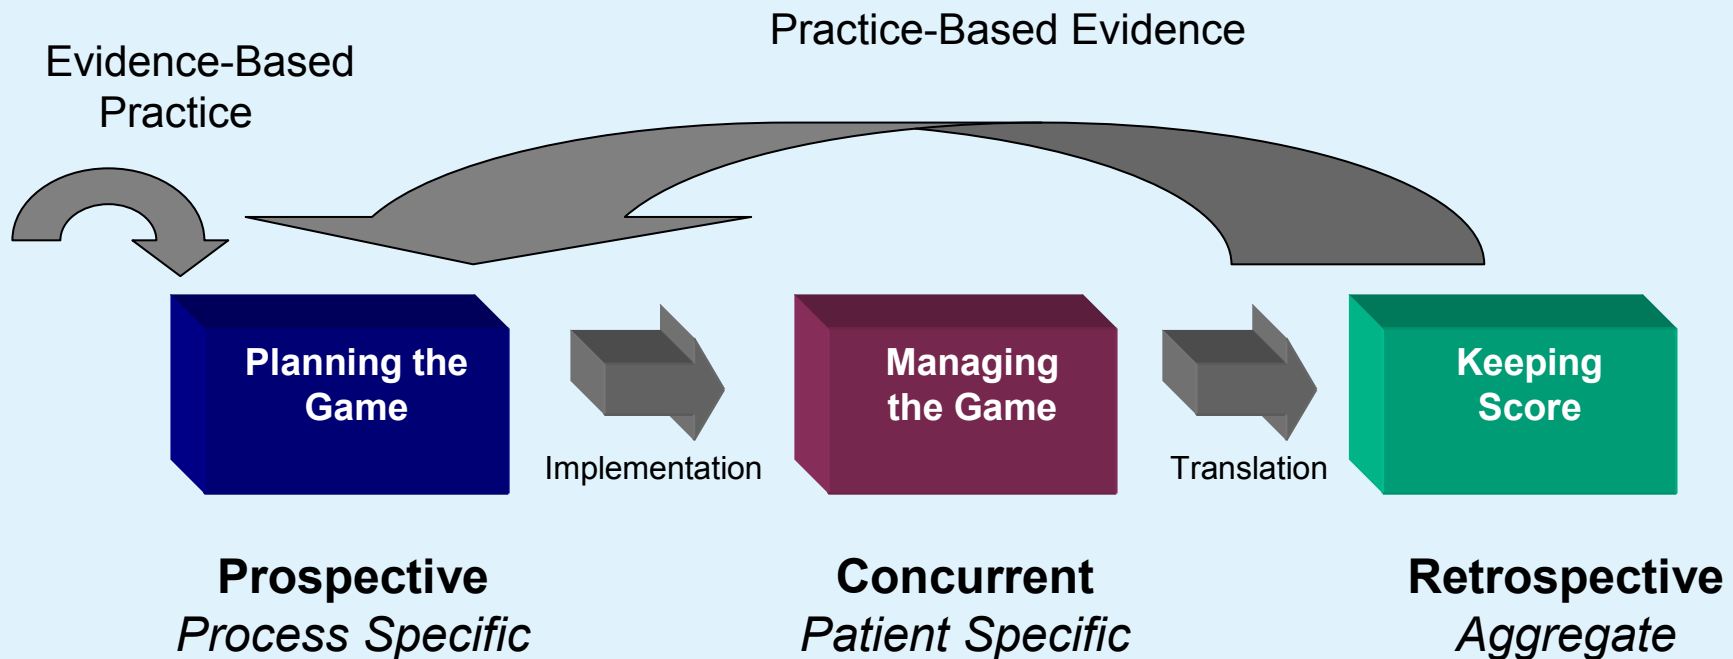 Practice-Based Evidence
Evidence-Based
Practice
Planning the
Game
Implementation
Managing
the Game
Translation
Keeping
Score
Prospective
Process Specific
Concurrent
Patient Specific
Retrospective
Aggregate